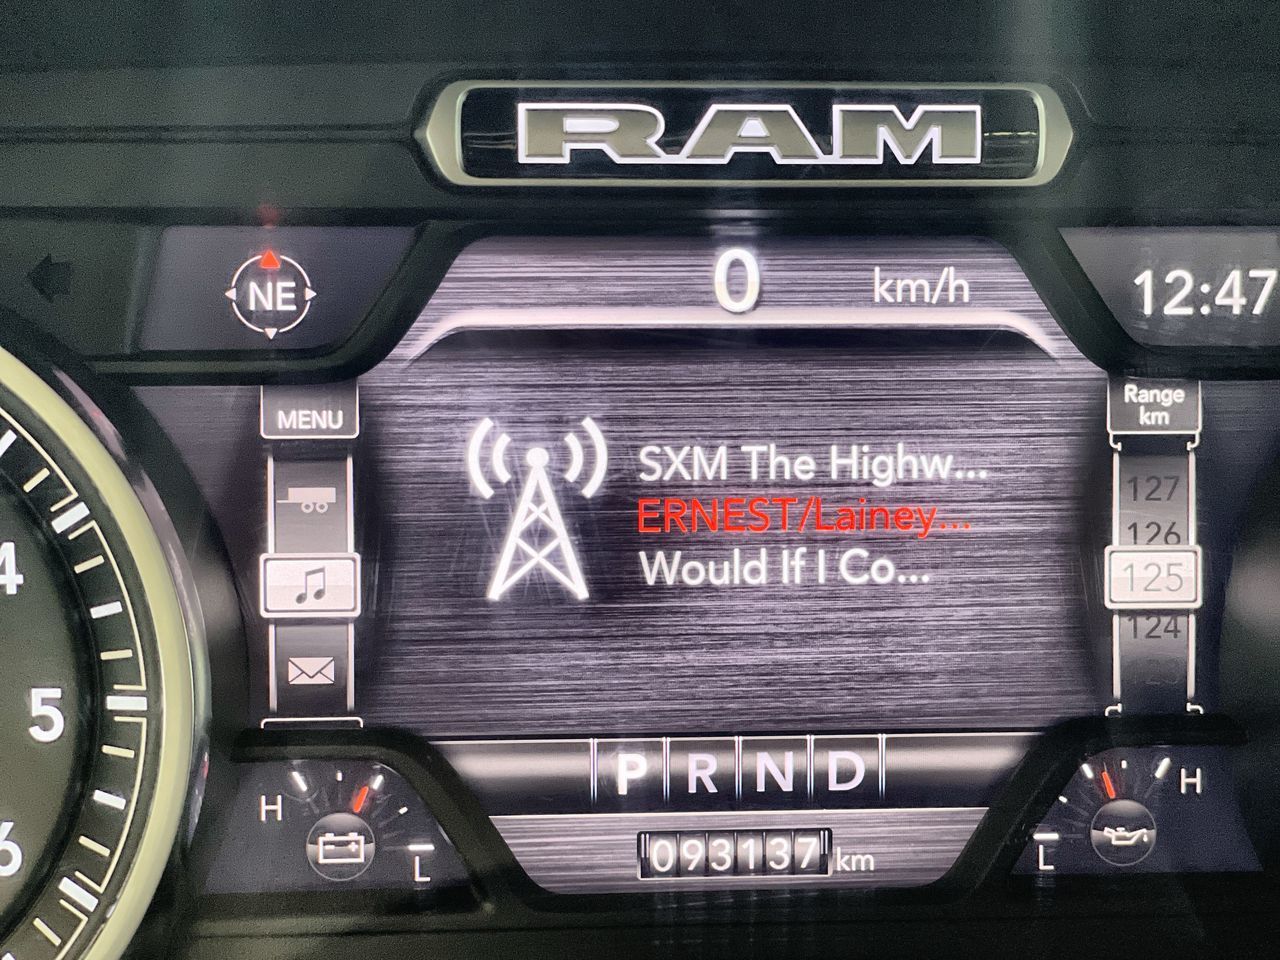 RAM
NE
0 km/h
12:47
MENU
Range
km
SXM The Highw...
ERNEST/Lainey...
Would If I Co...
127
126
125
124
4
5
6
P R N D
H
L
H
L
093137 km